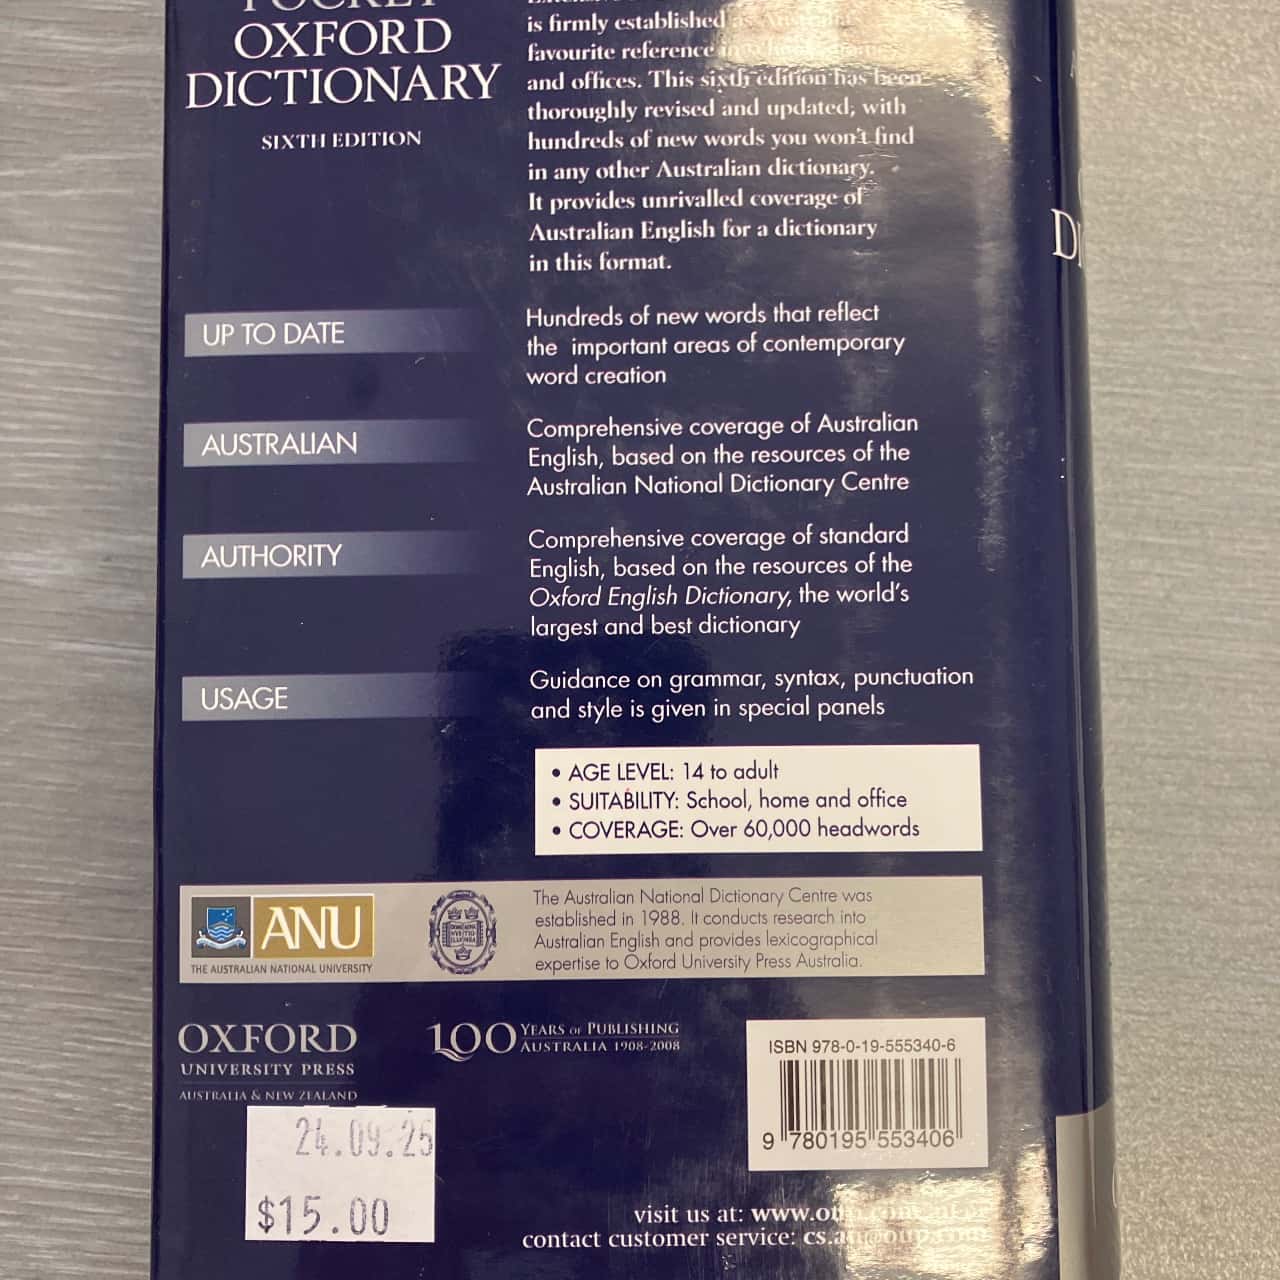 POCKET
OXFORD
DICTIONARY
SIXTH EDITION
is firmly established as Australia's
favourite reference in
and offices. This sixth edition has been
thoroughly revised and updated, with
hundreds of new words you won't find
in any other Australian dictionary.
It provides unrivalled coverage of
Australian English for a dictionary
in this format.
UP TO DATE
Hundreds of new words that reflect
the important areas of contemporary
word creation
AUSTRALIAN
Comprehensive coverage of Australian
English, based on the resources of the
Australian National Dictionary Centre
AUTHORITY
Comprehensive coverage of standard
English, based on the resources of the
Oxford English Dictionary, the world's
largest and best dictionary
USAGE
Guidance on grammar, syntax, punctuation
and style is given in special panels
• AGE LEVEL: 14 to adult
• SUITABILITY: School, home and office
• COVERAGE: Over 60,000 headwords
ANU
THE AUSTRALIAN NATIONAL UNIVERSITY
The Australian National Dictionary Centre was
established in 1988. It conducts research into
Australian English and provides lexicographical
expertise to Oxford University Press Australia.
OXFORD
UNIVERSITY PRESS
AUSTRALIA & NEW ZEALAND
100 YEARS OF PUBLISHING
AUSTRALIA 1908-2008
ISBN 978-0-19-555340-6
9 780195 553406
24.09.25
$15.00
visit us at: www.oup.com.au
contact customer service: cs.au@oup.com
D